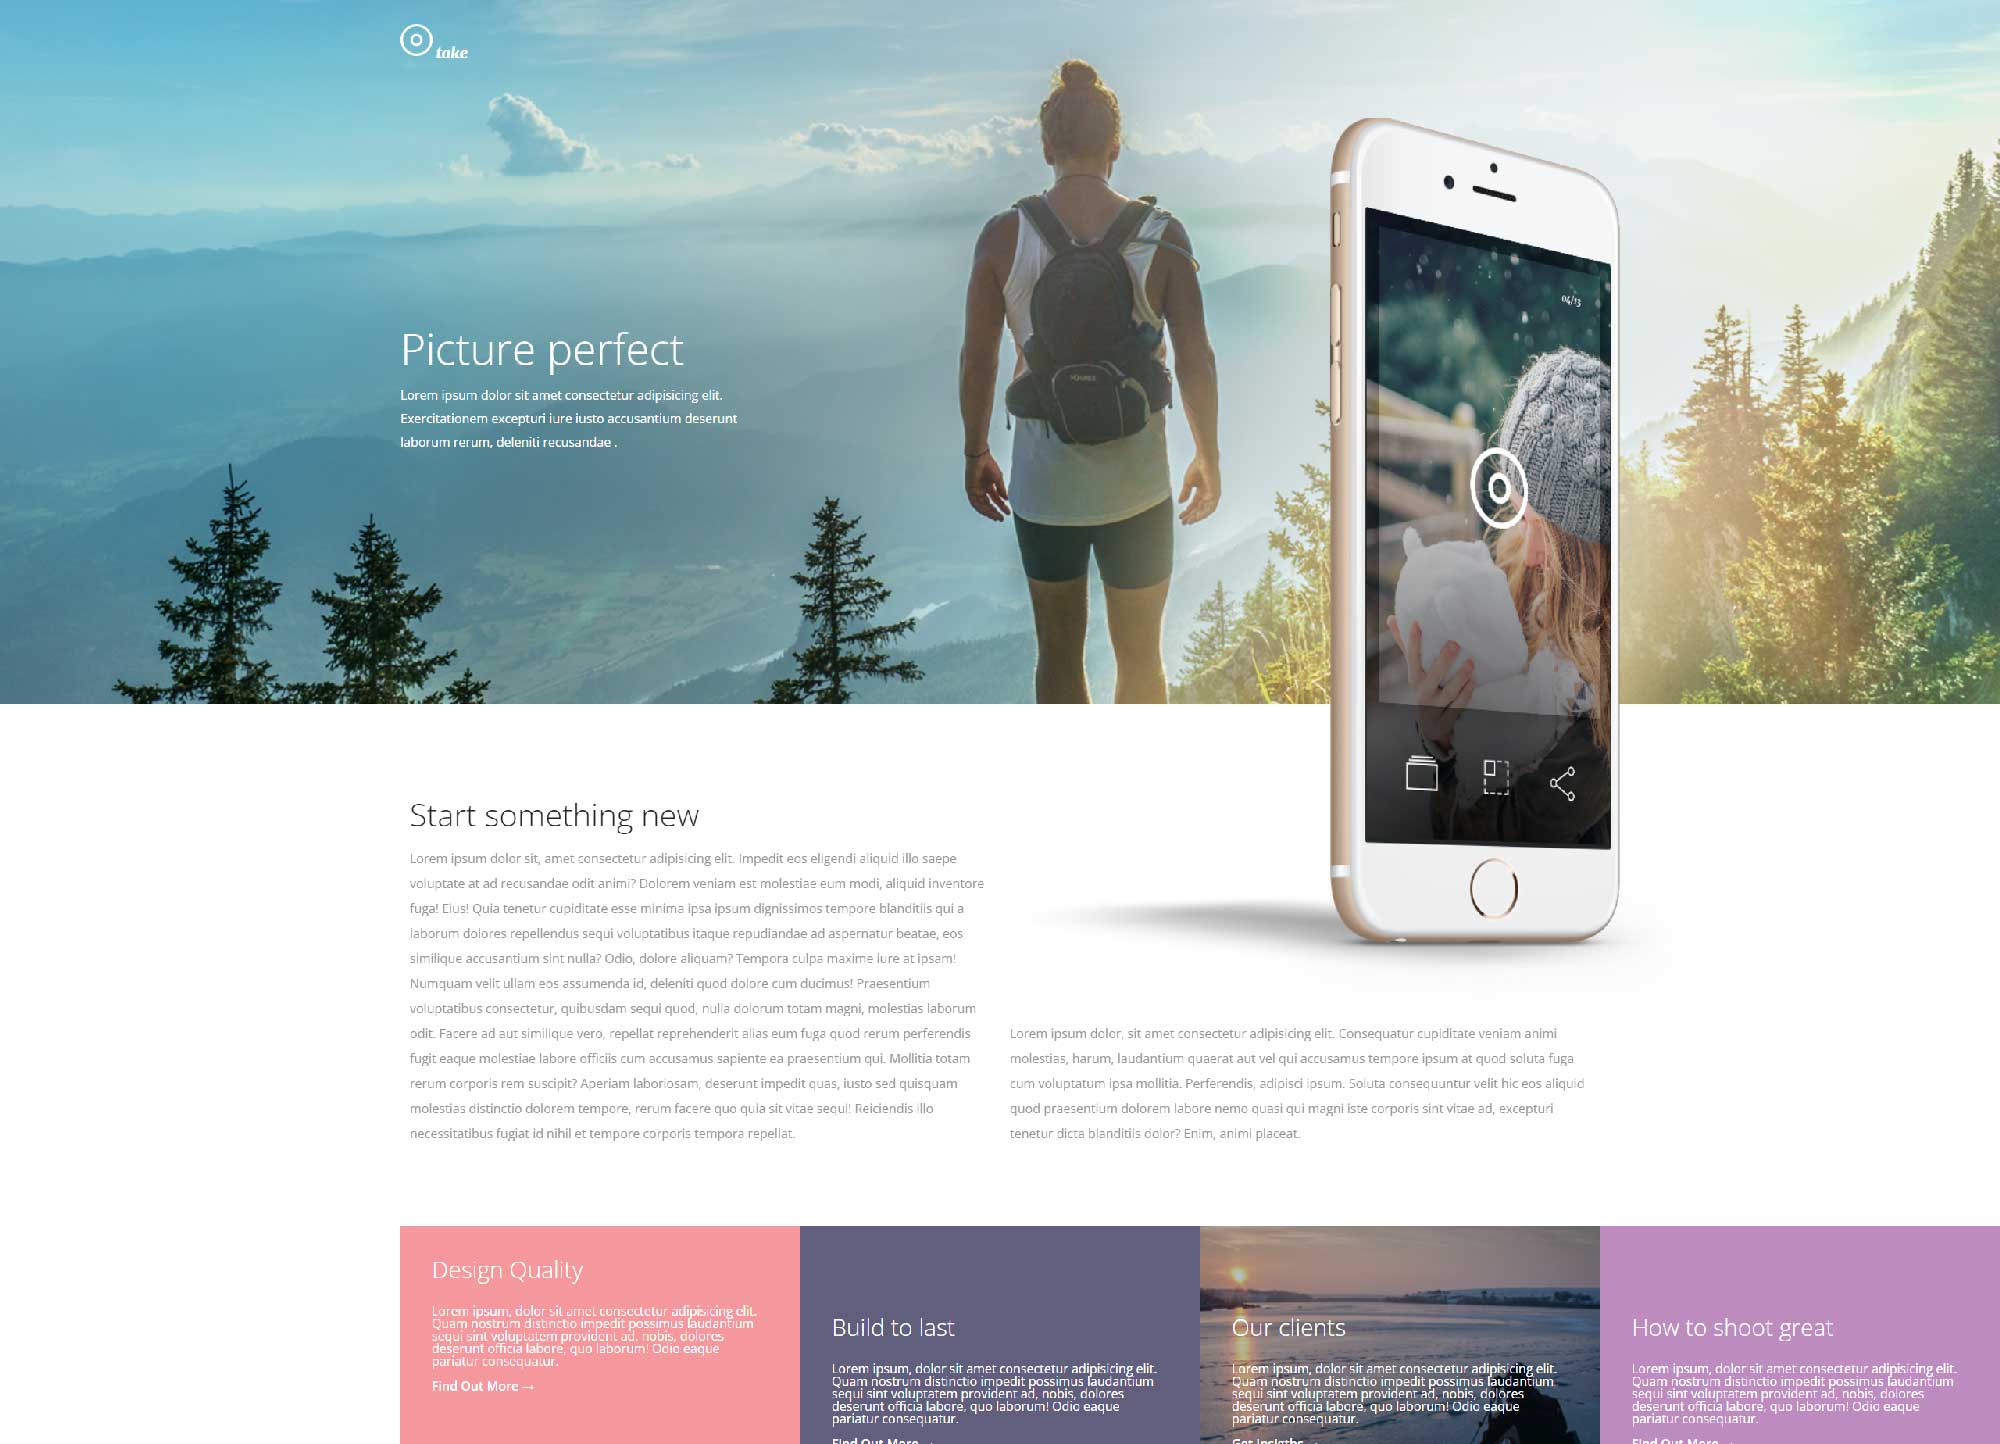 take
Picture perfect
Lorem ipsum dolor sit amet consectetur adipisicing elit.
Exercitationem excepturi iure iusto accusantium deserunt
laborum rerum, deleniti recusandae .
04/13
Start something new
Lorem ipsum dolor sit, amet consectetur adipisicing elit. Impedit eos eligendi aliquid illo saepe
voluptate at ad recusandae odit animi? Dolorem veniam est molestiae eum modi, aliquid inventore
fuga! Eius! Quia tenetur cupiditate esse minima ipsa ipsum dignissimos tempore blanditiis qui a
laborum dolores repellendus sequi voluptatibus itaque repudiandae ad aspernatur beatae, eos
similique accusantium sint nulla? Odio, dolore aliquam? Tempora culpa maxime iure at ipsam!
Numquam velit ullam eos assumenda id, deleniti quod dolore cum ducimus! Praesentium
voluptatibus consectetur, quibusdam sequi quod, nulla dolorum totam magni, molestias laborum
odit. Facere ad aut similique vero, repellat reprehenderit alias eum fuga quod rerum perferendis
fugit eaque molestiae labore officiis cum accusamus sapiente ea praesentium qui. Mollitia totam
rerum corporis rem suscipit? Aperiam laboriosam, deserunt impedit quas, iusto sed quisquam
molestias distinctio dolorem tempore, rerum facere quo quia sit vitae sequi! Reiciendis illo
necessitatibus fugiat id nihil et tempore corporis tempora repellat.
Lorem ipsum dolor, sit amet consectetur adipisicing elit. Consequatur cupiditate veniam animi
molestias, harum, laudantium quaerat aut vel qui accusamus tempore ipsum at quod soluta fuga
cum voluptatum ipsa mollitia. Perferendis, adipisci ipsum. Soluta consequuntur velit hic eos aliquid
quod praesentium dolorem labore nemo quasi qui magni iste corporis sint vitae ad, excepturi
tenetur dicta blanditiis dolor? Enim, animi placeat.
Design Quality
Lorem ipsum, dolor sit amet consectetur adipisicing elit.
Quam nostrum distinctio impedit possimus laudantium
sequi sint voluptatem provident ad, nobis, dolores
deserunt officia labore, quo laborum! Odio eaque
pariatur consequatur.
Find Out More →
Build to last
Lorem ipsum, dolor sit amet consectetur adipisicing elit.
Quam nostrum distinctio impedit possimus laudantium
sequi sint voluptatem provident ad, nobis, dolores
deserunt officia labore, quo laborum! Odio eaque
pariatur consequatur.
Find Out More →
Our clients
Lorem ipsum, dolor sit amet consectetur adipisicing elit.
Quam nostrum distinctio impedit possimus laudantium
sequi sint voluptatem provident ad, nobis, dolores
deserunt officia labore, quo laborum! Odio eaque
pariatur consequatur.
Get Insigths
How to shoot great
Lorem ipsum, dolor sit amet consectetur adipisicing elit.
Quam nostrum distinctio impedit possimus laudantium
sequi sint voluptatem provident ad, nobis, dolores
deserunt officia labore, quo laborum! Odio eaque
pariatur consequatur.
Find Out More →